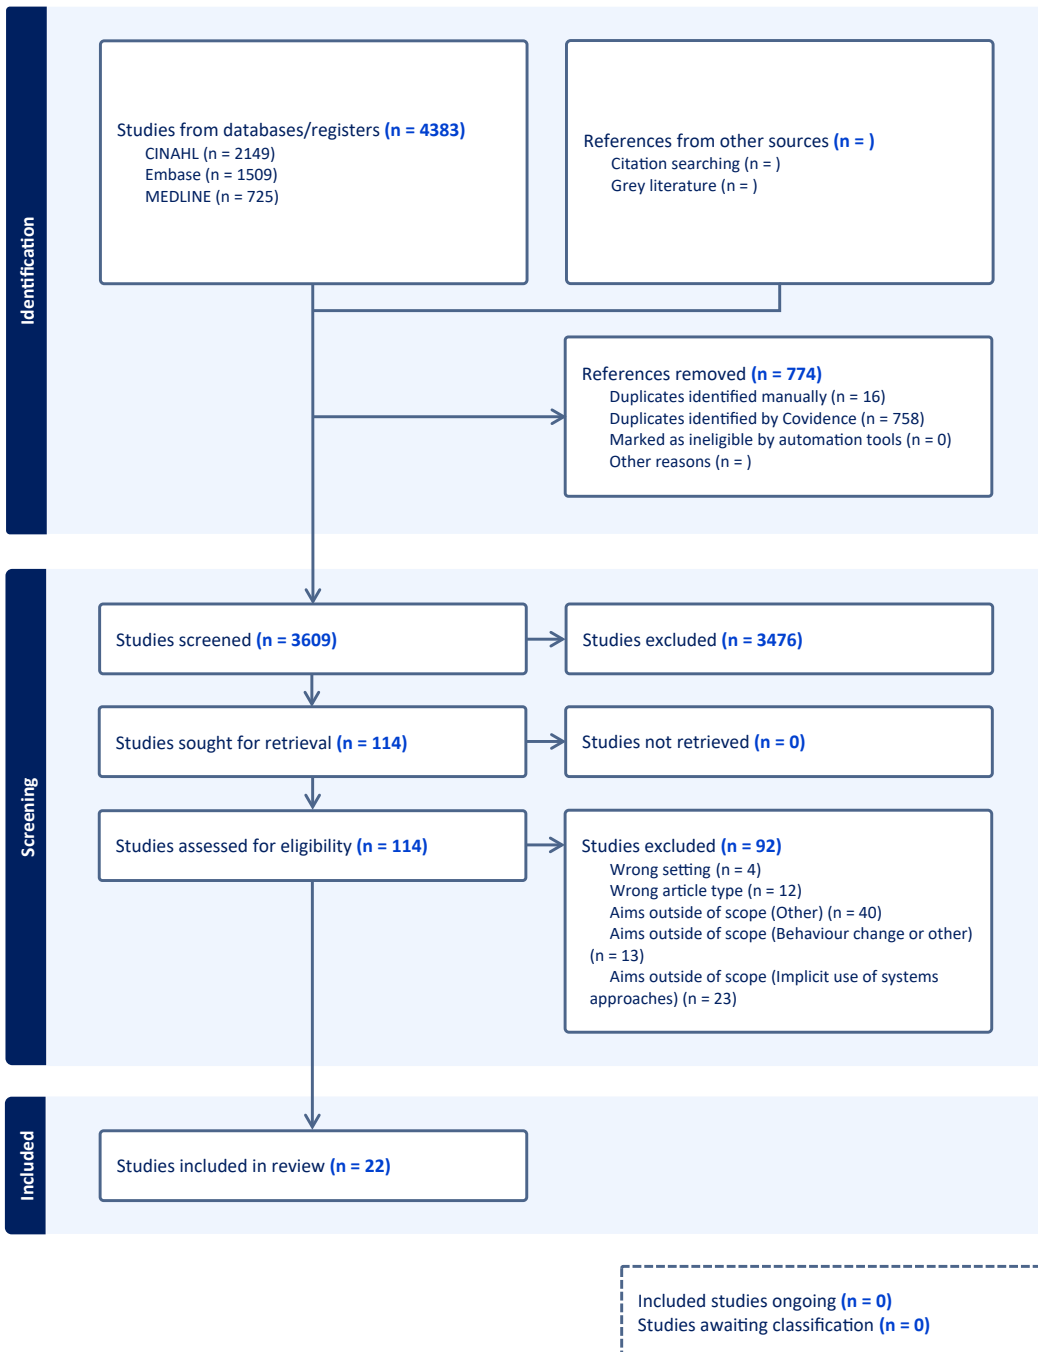 Identification
Studies from databases/registers (n = 4383)
CINAHL (n = 2149)
Embase (n = 1509)
MEDLINE (n = 725)
References from other sources (n = )
Citation searching (n = )
Grey literature (n = )
References removed (n = 774)
Duplicates identified manually (n = 16)
Duplicates identified by Covidence (n = 758)
Marked as ineligible by automation tools (n = 0)
Other reasons (n = )
Screening
Studies screened (n = 3609)
Studies excluded (n = 3476)
Studies sought for retrieval (n = 114)
Studies not retrieved (n = 0)
Studies assessed for eligibility (n = 114)
Studies excluded (n = 92)
Wrong setting (n = 4)
Wrong article type (n = 12)
Aims outside of scope (Other) (n = 40)
Aims outside of scope (Behaviour change or other)
(n = 13)
Aims outside of scope (Implicit use of systems
approaches) (n = 23)
Included
Studies included in review (n = 22)
Included studies ongoing (n = 0)
Studies awaiting classification (n = 0)